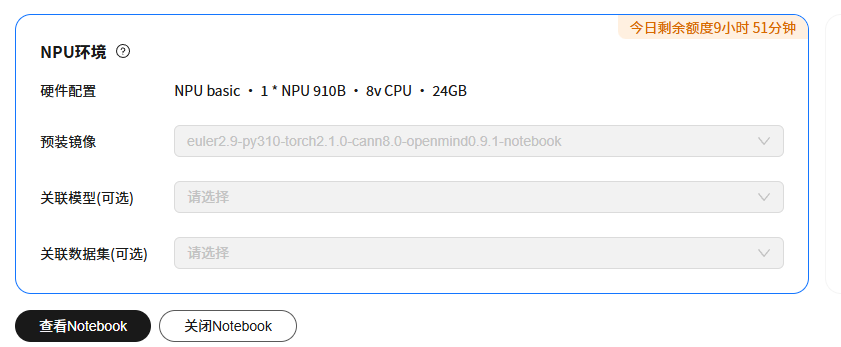 今日剩余额度9小时 51分钟
NPU环境 ?
硬件配置 NPU basic • 1 * NPU 910B • 8v CPU • 24GB
预装镜像 euler2.9-py310-torch2.1.0-cann8.0-openmind0.9.1-notebook
关联模型(可选) 请选择
关联数据集(可选) 请选择
查看Notebook 关闭Notebook